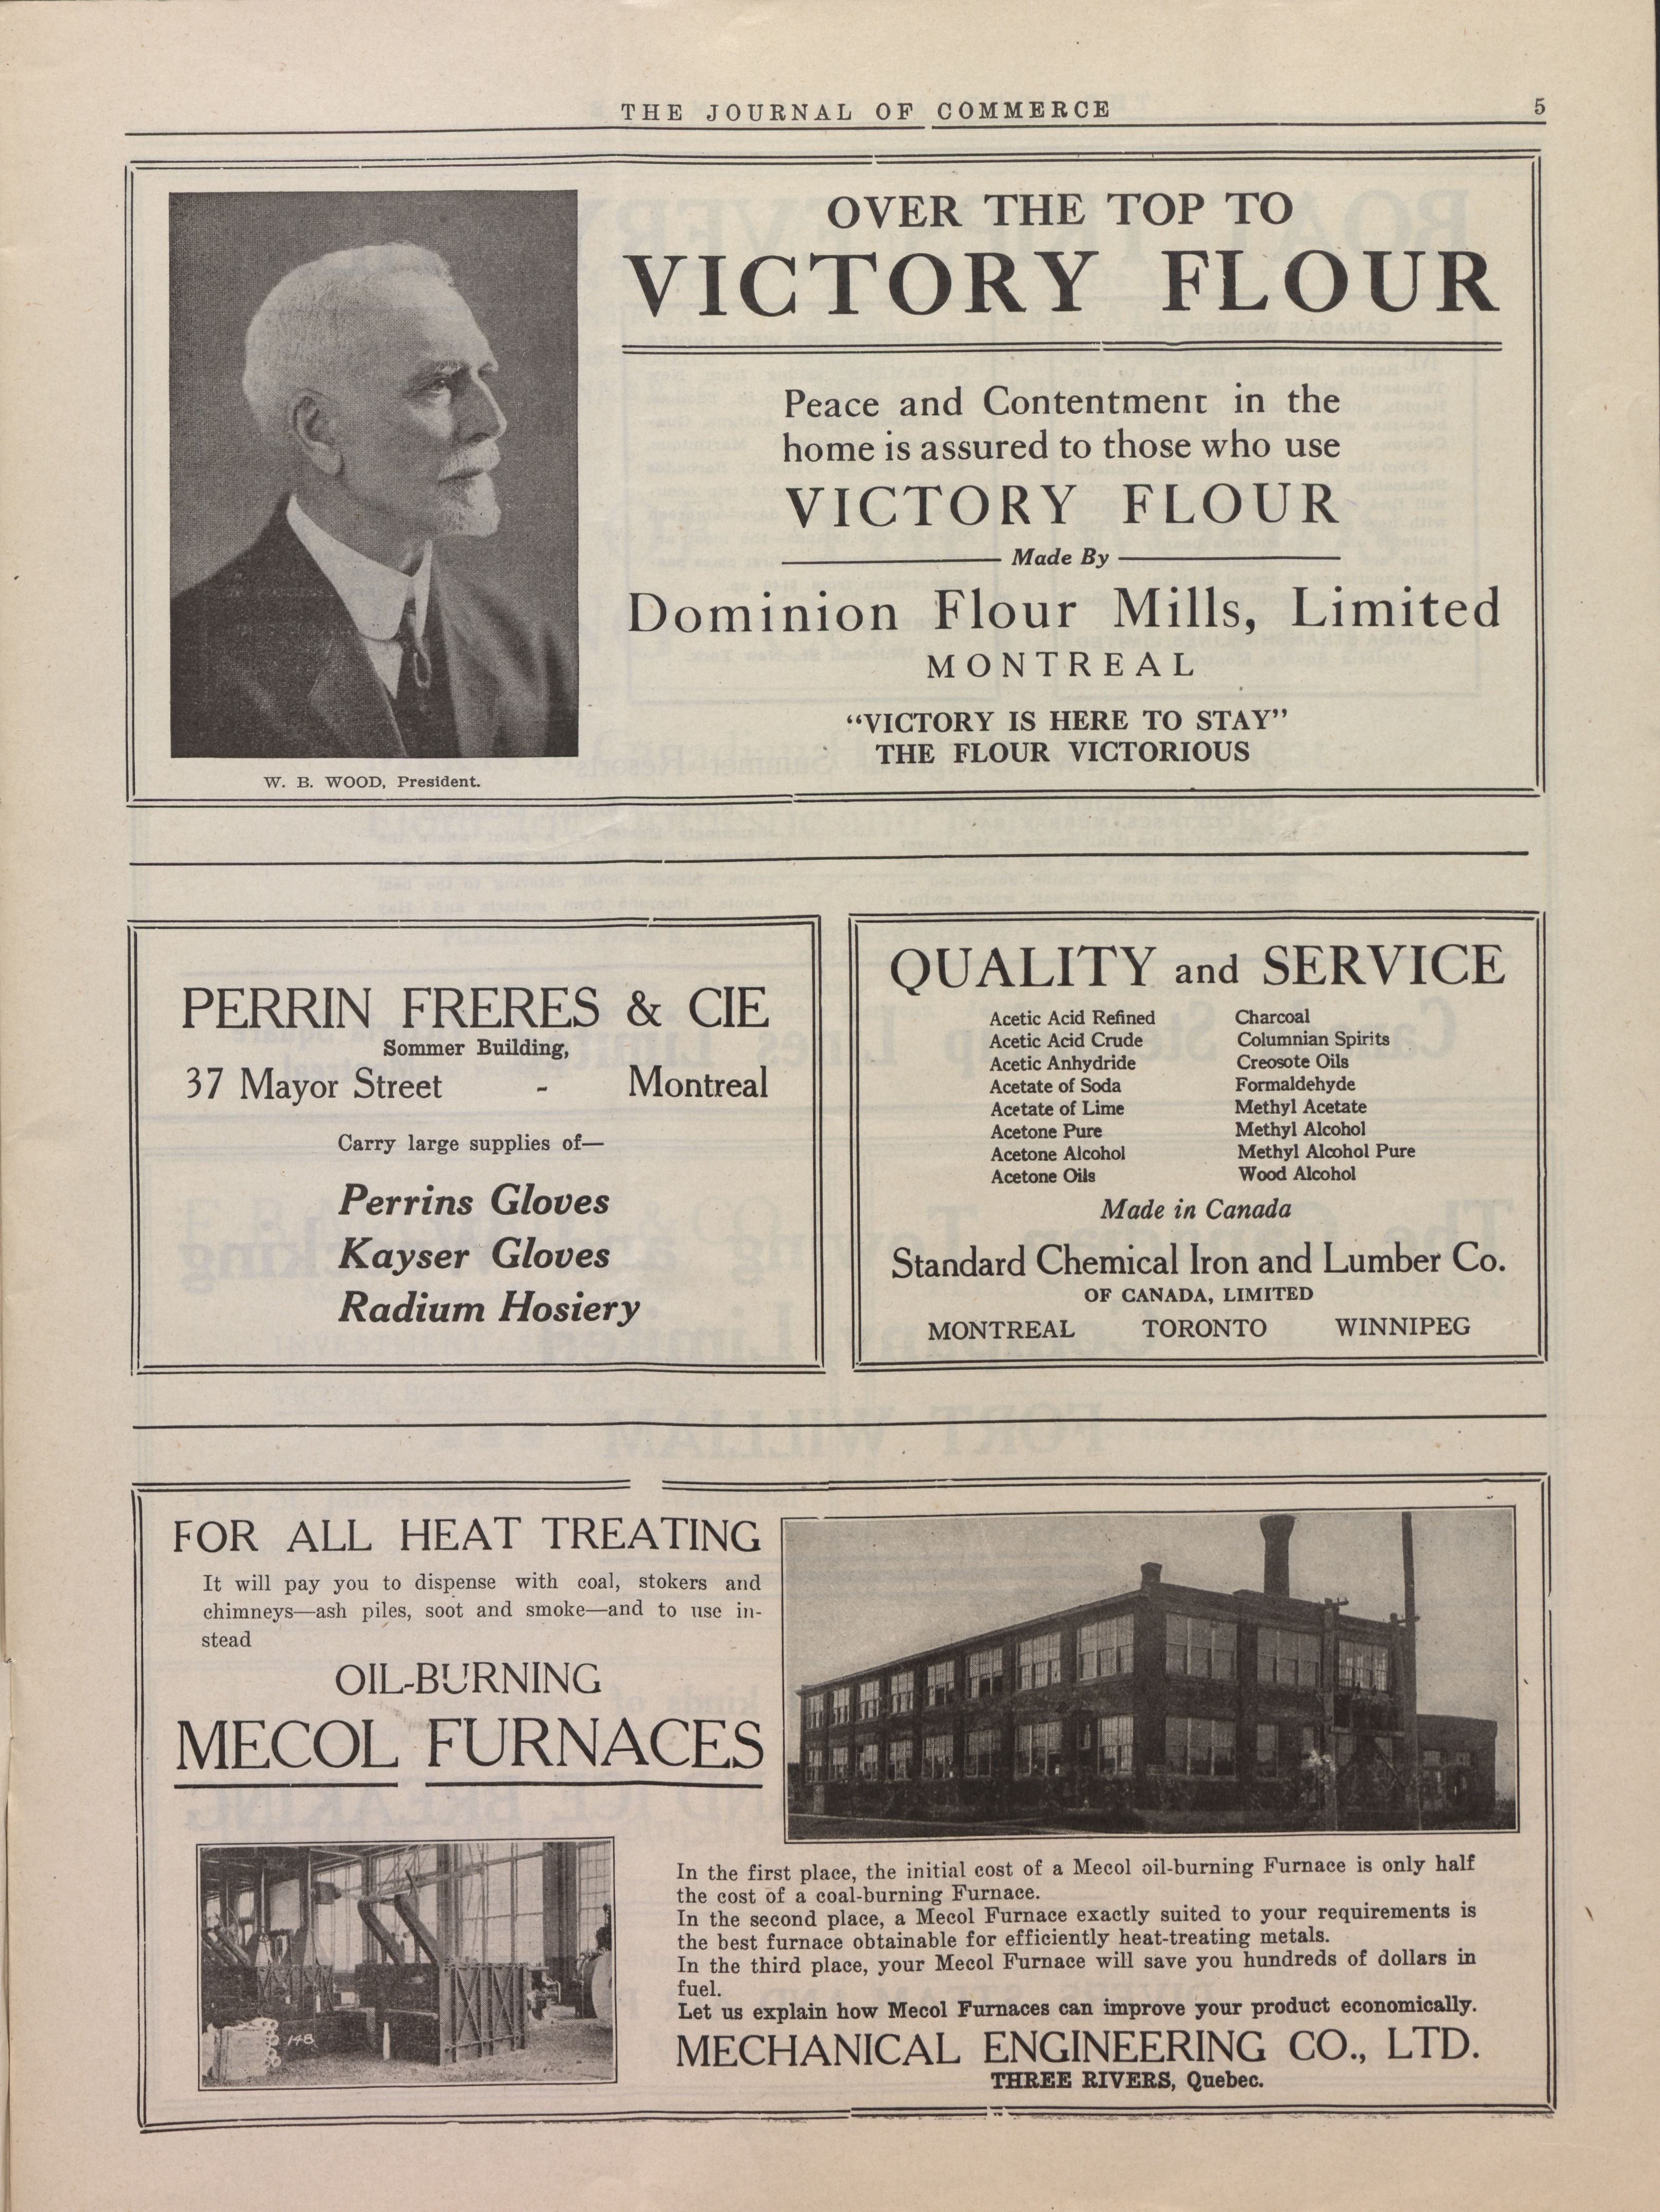 THE JOURNAL OF COMMERCE 5
OVER THE TOP TO
VICTORY FLOUR
Peace and Contentment in the
home is assured to those who use
VICTORY FLOUR
Made By
Dominion Flour Mills, Limited
MONTREAL
"VICTORY IS HERE TO STAY"
THE FLOUR VICTORIOUS
W. B. WOOD, President.
PERRIN FRERES & CIE
Sommer Building,
37 Mayor Street - Montreal
Carry large supplies of—
Perrins Gloves
Kayser Gloves
Radium Hosiery
QUALITY and SERVICE
Acetic Acid Refined
Acetic Acid Crude
Acetic Anhydride
Acetate of Soda
Acetate of Lime
Acetone Pure
Acetone Alcohol
Acetone Oils
Charcoal
Columnian Spirits
Creosote Oils
Formaldehyde
Methyl Acetate
Methyl Alcohol
Methyl Alcohol Pure
Wood Alcohol
Made in Canada
Standard Chemical Iron and Lumber Co.
OF CANADA, LIMITED
MONTREAL TORONTO WINNIPEG
FOR ALL HEAT TREATING
It will pay you to dispense with coal, stokers and
chimneys—ash piles, soot and smoke—and to use in-
stead
OIL-BURNING
MECOL FURNACES
148
In the first place, the initial cost of a Mecol oil-burning Furnace is only half
the cost of a coal-burning Furnace.
In the second place, a Mecol Furnace exactly suited to your requirements is
the best furnace obtainable for efficiently heat-treating metals.
In the third place, your Mecol Furnace will save you hundreds of dollars in
fuel.
Let us explain how Mecol Furnaces can improve your product economically.
MECHANICAL ENGINEERING CO., LTD.
THREE RIVERS, Quebec.